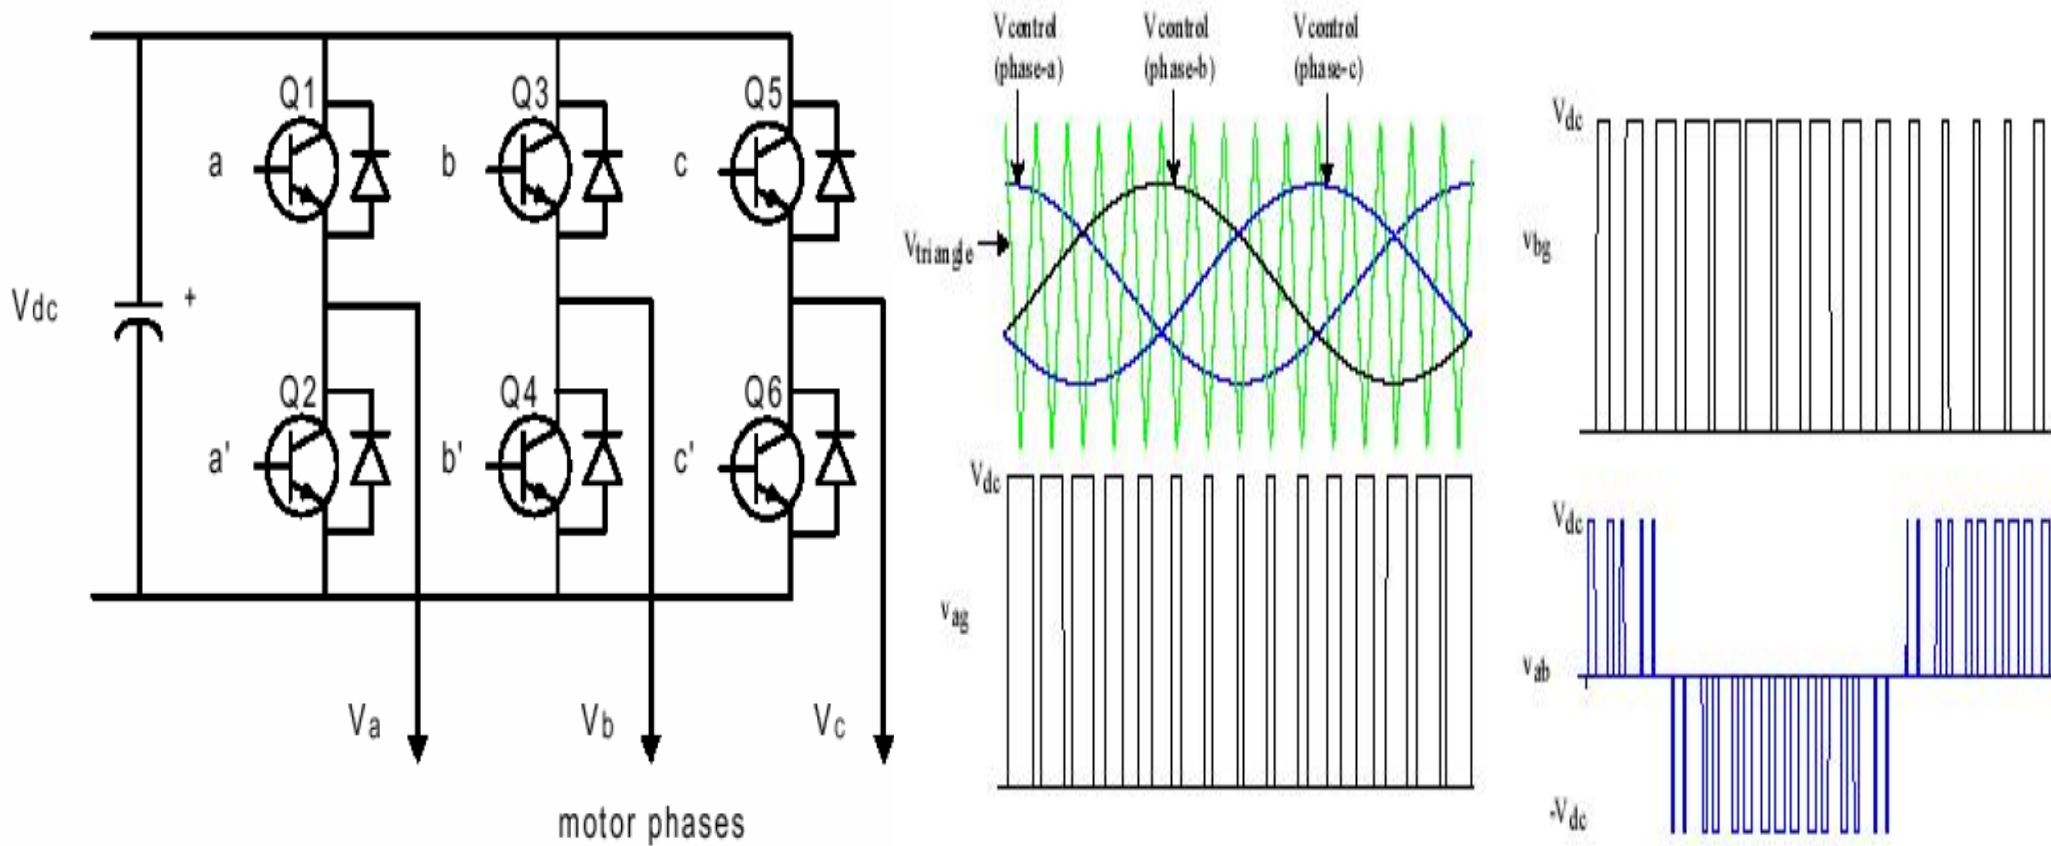 Q1
Q3
Q5
a
b
c
Vdc
+
Q2
Q4
Q6
a'
b'
c'
Va
Vb
Vc
motor phases
Vcontrol
(phase-a)
Vcontrol
(phase-b)
Vcontrol
(phase-c)
Vtriangle
Vdc
vag
Vdc
vbg
Vdc
vab
-Vdc